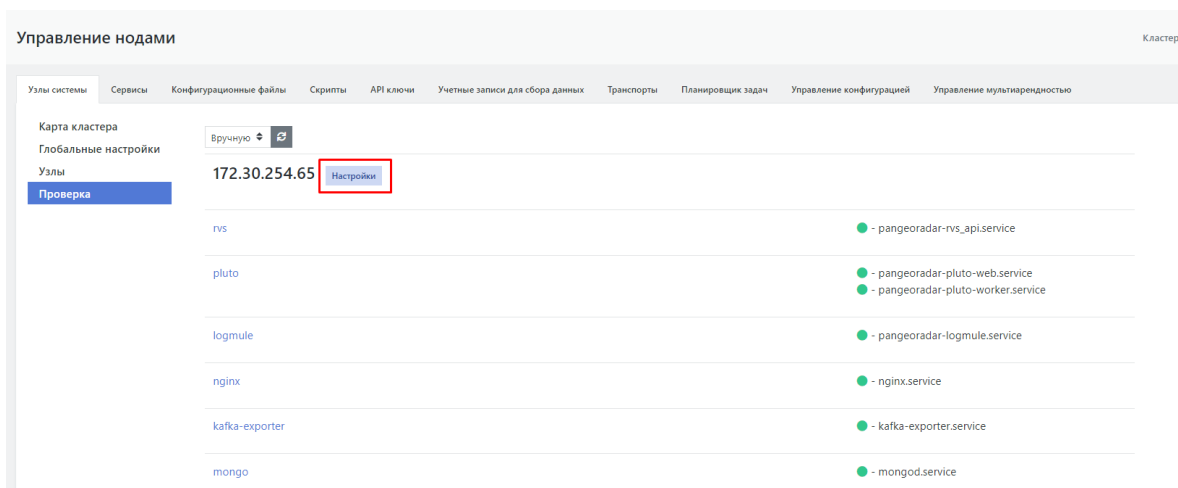 Управление нодами
Кластер
Узлы системы Сервисы Конфигурационные файлы Скрипты API ключи Учетные записи для сбора данных Транспорты Планировщик задач Управление конфигурацией Управление мультиарендностью
Карта кластера
Глобальные настройки
Узлы
Проверка
Вручную
172.30.254.65 Настройки
rvs - pangeoradar-rvs_api.service
pluto - pangeoradar-pluto-web.service
- pangeoradar-pluto-worker.service
logmule - pangeoradar-logmule.service
nginx - nginx.service
kafka-exporter - kafka-exporter.service
mongo - mongod.service